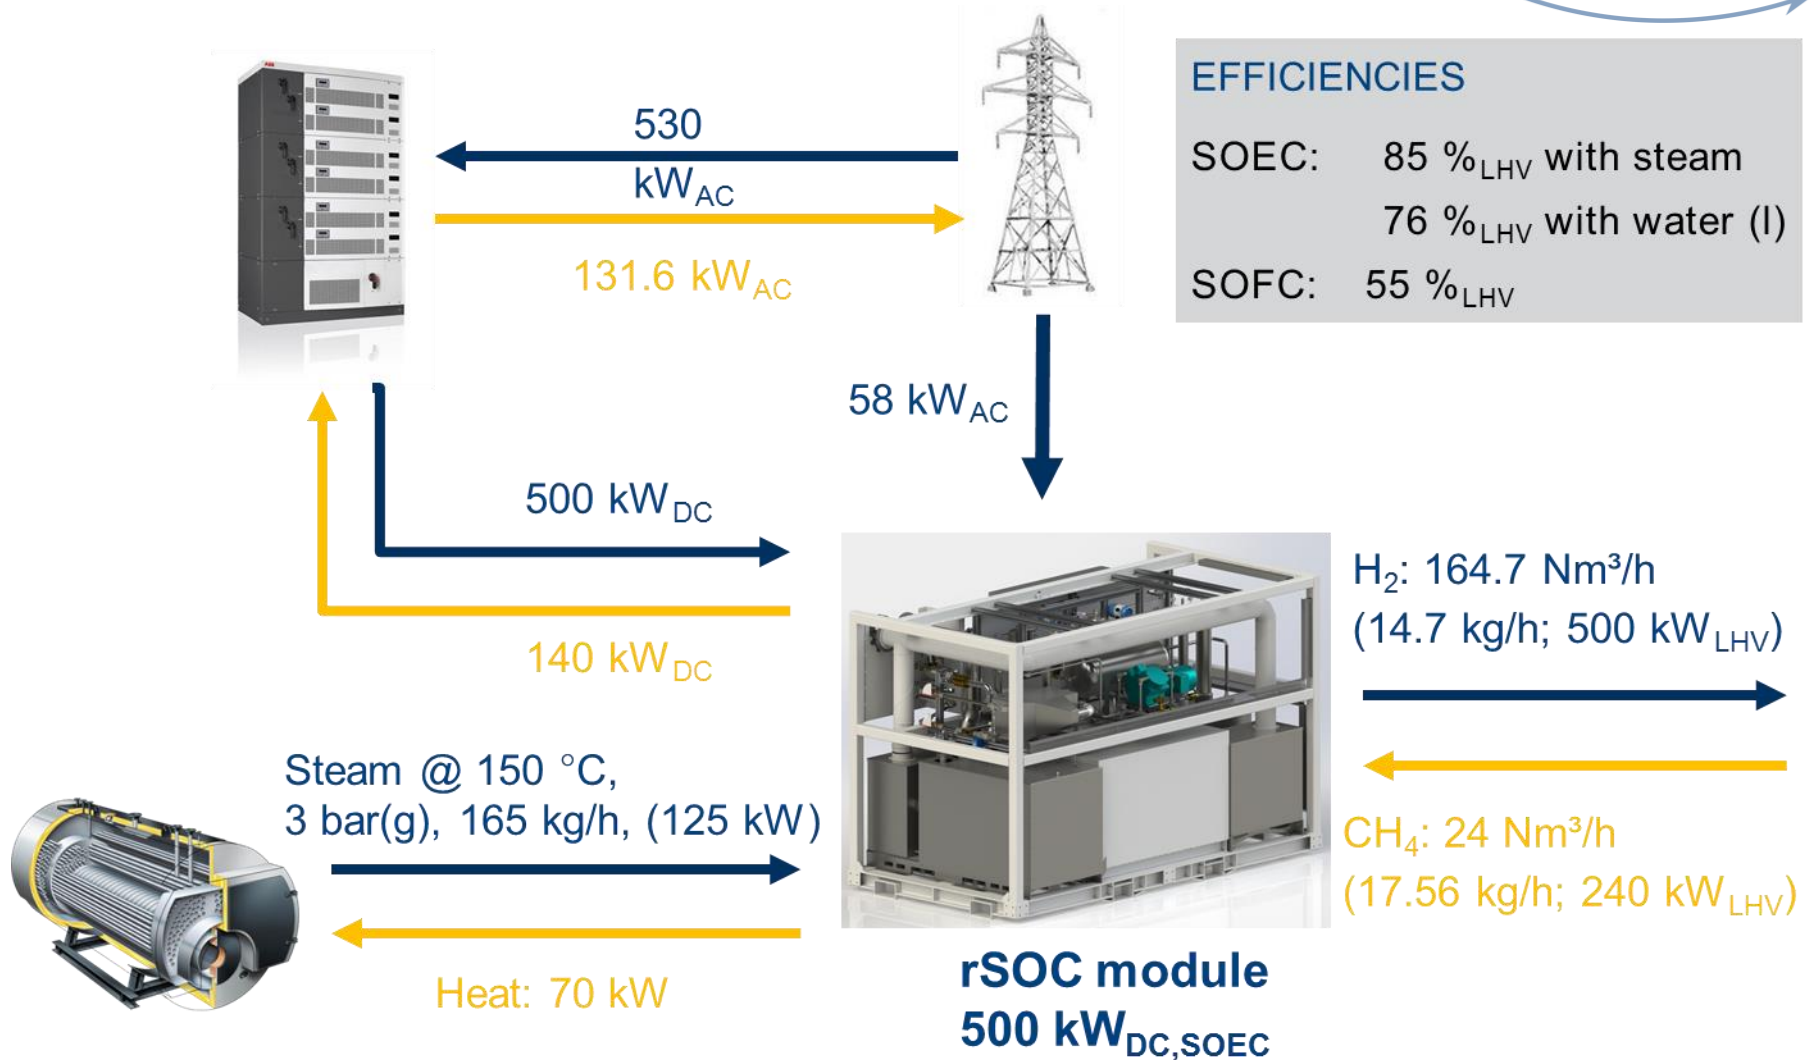 EFFICIENCIES
SOEC: 85 %LHV with steam
76 %LHV with water (l)
SOFC: 55 %LHV
530
kWAC
131.6 kWAC
58 kWAC
500 kWDC
140 kWDC
H₂: 164.7 Nm³/h
(14.7 kg/h; 500 kWLHV)
CH₄: 24 Nm³/h
(17.56 kg/h; 240 kWLHV)
Steam @ 150 °C,
3 bar(g), 165 kg/h, (125 kW)
Heat: 70 kW
rSOC module
500 kWDC,SOEC
ABB